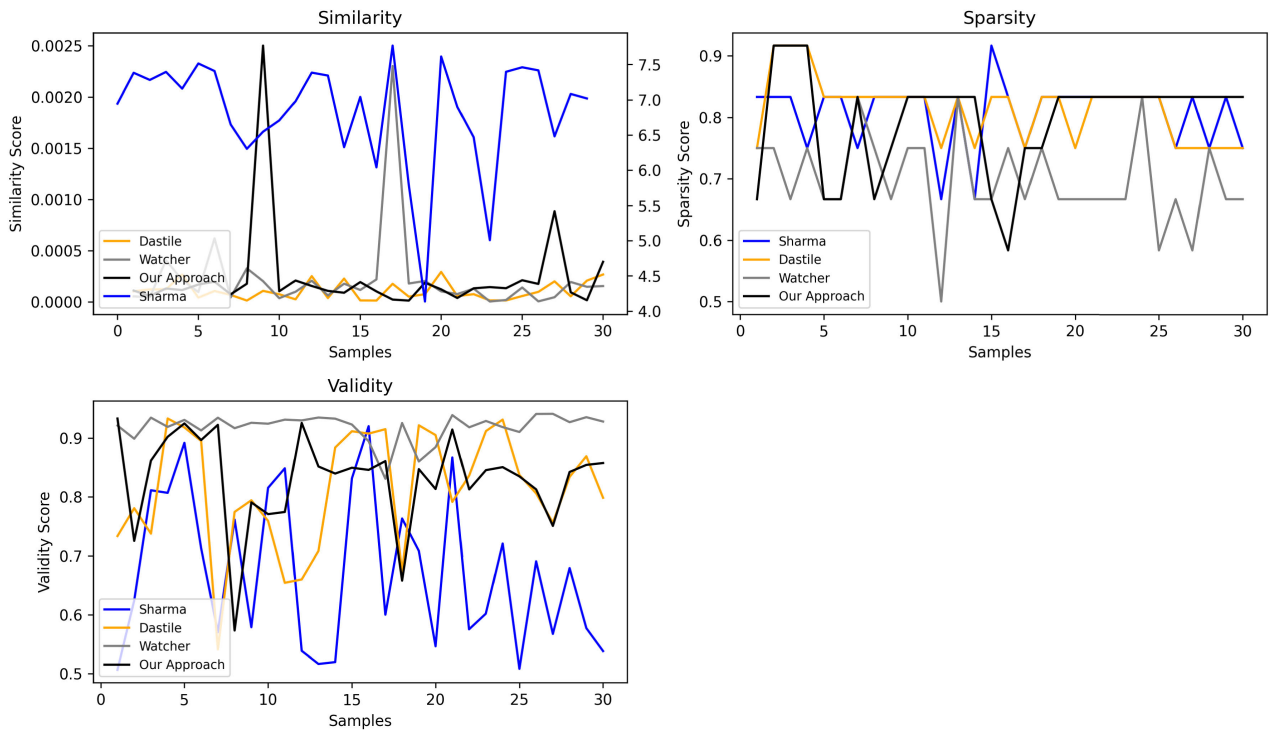 Similarity
Similarity Score
0.0025
0.0020
0.0015
0.0010
0.0005
0.0000
7.5
7.0
6.5
6.0
5.5
5.0
4.5
4.0
Dastile
Watcher
Our Approach
Sharma
0 5 10 15 20 25 30
Samples
Sparsity
Sparsity Score
0.9
0.8
0.7
0.6
0.5
Sharma
Dastile
Watcher
Our Approach
0 5 10 15 20 25 30
Samples
Validity
Validity Score
0.9
0.8
0.7
0.6
0.5
Sharma
Dastile
Watcher
Our Approach
0 5 10 15 20 25 30
Samples